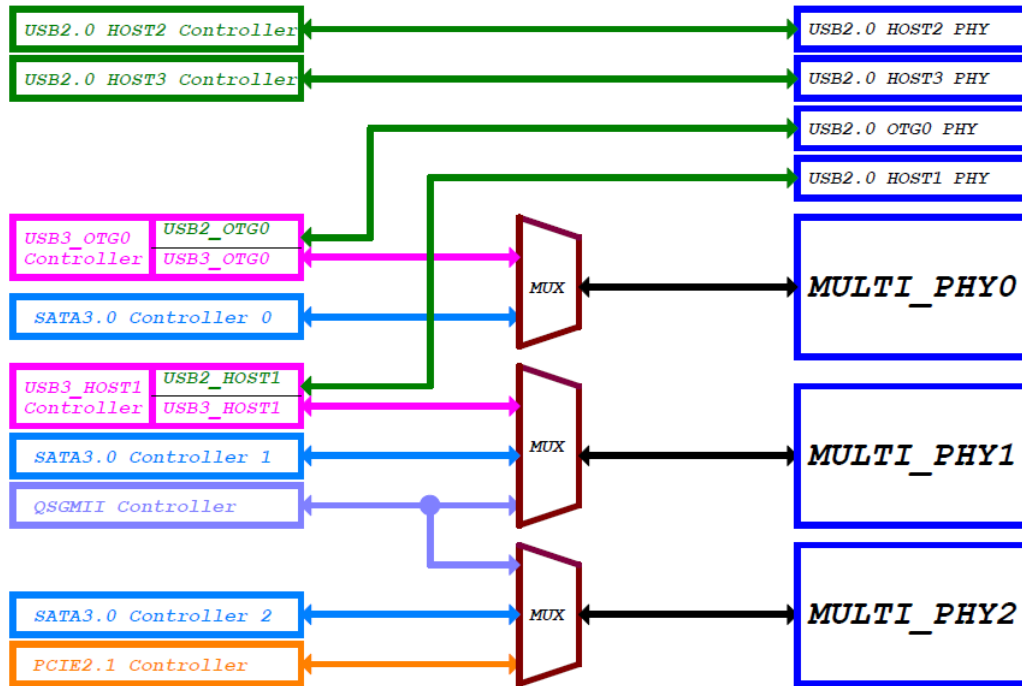 USB2.0 HOST2 Controller
USB2.0 HOST2 PHY
USB2.0 HOST3 Controller
USB2.0 HOST3 PHY
USB2.0 OTG0 PHY
USB2.0 HOST1 PHY
USB3_OTG0
Controller
USB2_OTG0
USB3_OTG0
MUX
MULTI_PHY0
SATA3.0 Controller 0
USB3_HOST1
Controller
USB2_HOST1
USB3_HOST1
SATA3.0 Controller 1
MUX
MULTI_PHY1
QSGMII Controller
SATA3.0 Controller 2
MUX
MULTI_PHY2
PCIE2.1 Controller